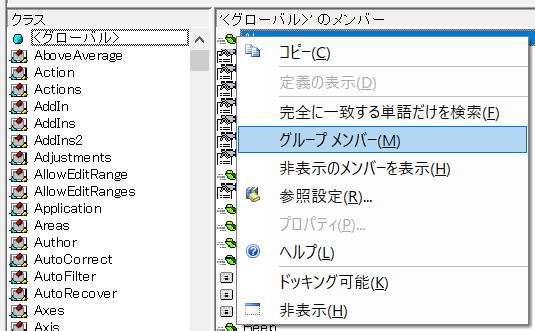 クラス
<グローバル>
AboveAverage
Action
Actions
AddIn
AddIns
AddIns2
Adjustments
AllowEditRange
AllowEditRanges
Application
Areas
Author
AutoCorrect
AutoFilter
AutoRecover
Axes
Axis
'<グローバル>' のメンバー
コピー(C)
定義の表示(D)
完全に一致する単語だけを検索(F)
グループ メンバー(M)
非表示のメンバーを表示(H)
参照設定(R)...
プロパティ(P)...
ヘルプ(L)
ドッキング可能(K)
非表示(H)